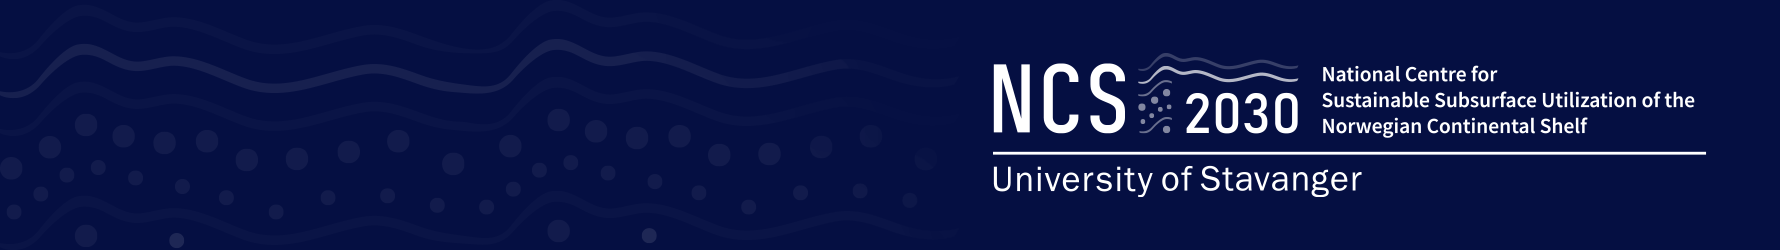 NCS 2030
National Centre for
Sustainable Subsurface Utilization of the
Norwegian Continental Shelf
University of Stavanger